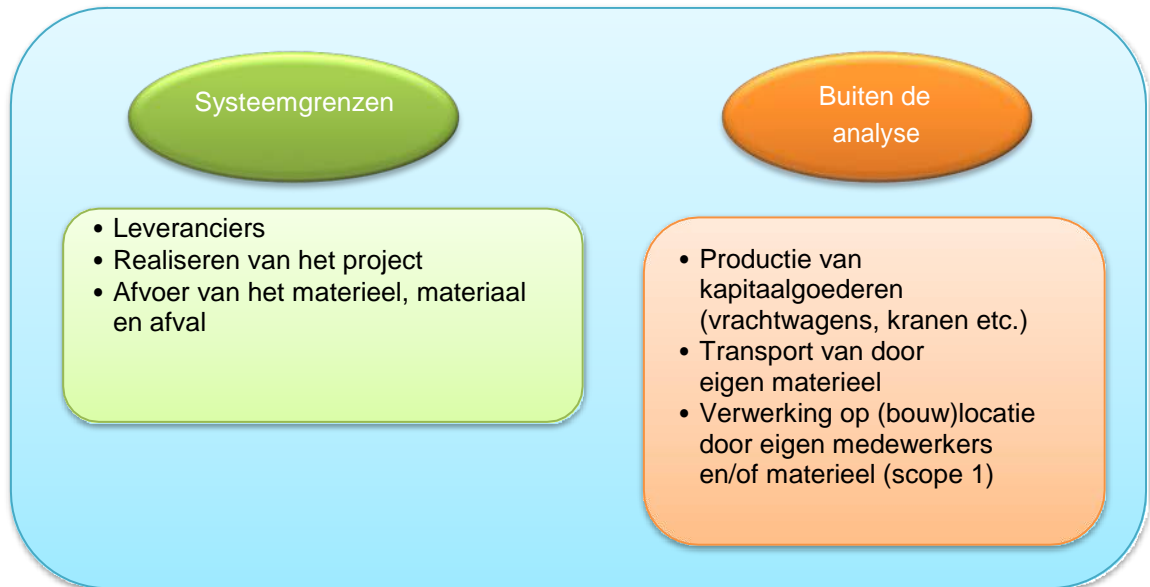 Systeemgrenzen
• Leveranciers
• Realiseren van het project
• Afvoer van het materieel, materiaal
en afval
Buiten de
analyse
• Productie van
kapitaalgoederen
(vrachtwagens, kranen etc.)
• Transport van door
eigen materieel
• Verwerking op (bouw)locatie
door eigen medewerkers
en/of materieel (scope 1)